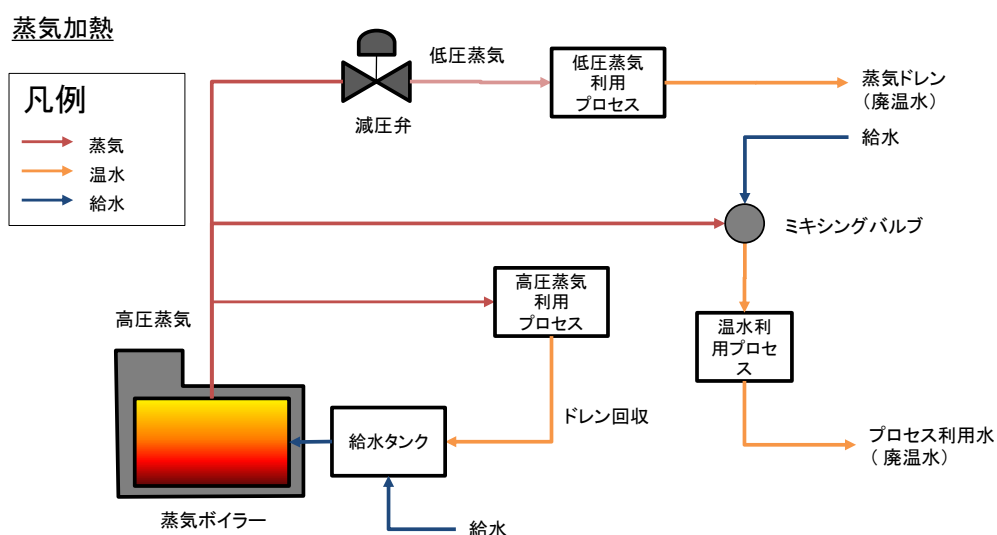 蒸気加熱
凡例
蒸気
温水
給水
低圧蒸気
減圧弁
低圧蒸気
利用
プロセス
蒸気ドレン
（廃温水）
給水
ミキシングバルブ
高圧蒸気
利用
プロセス
高圧蒸気
温水利
用プロセ
ス
ドレン回収
給水タンク
プロセス利用水
（ 廃温水）
蒸気ボイラー
給水